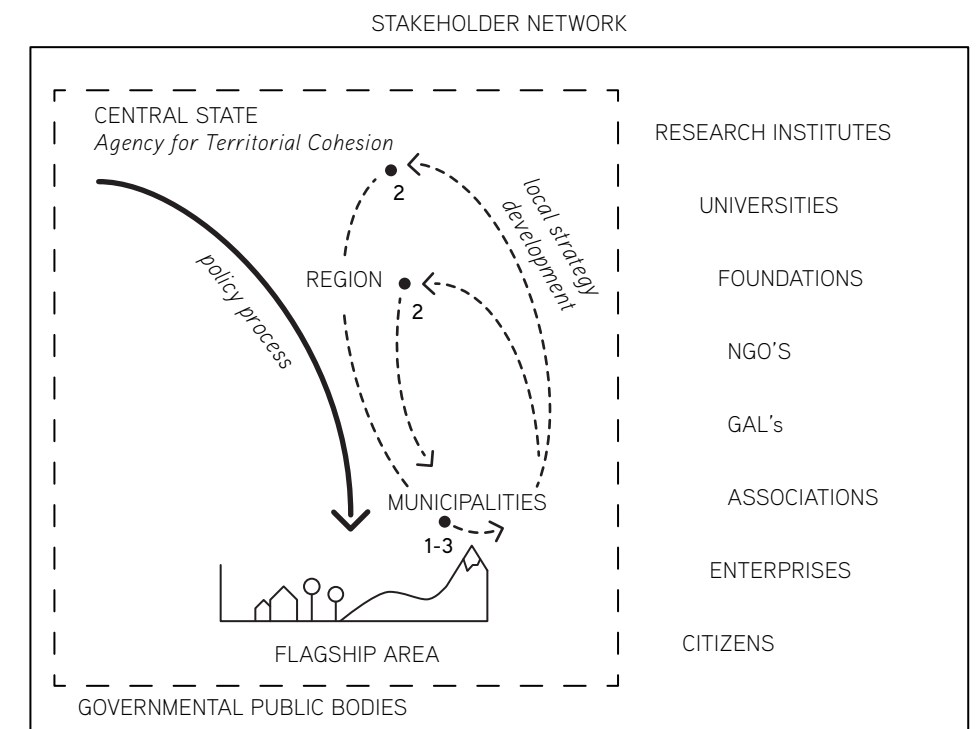 STAKEHOLDER NETWORK
CENTRAL STATE
Agency for Territorial Cohesion
2
local strategy
development
policy process
REGION
2
MUNICIPALITIES
1-3
FLAGSHIP AREA
GOVERNMENTAL PUBLIC BODIES
RESEARCH INSTITUTES
UNIVERSITIES
FOUNDATIONS
NGO'S
GAL's
ASSOCIATIONS
ENTERPRISES
CITIZENS